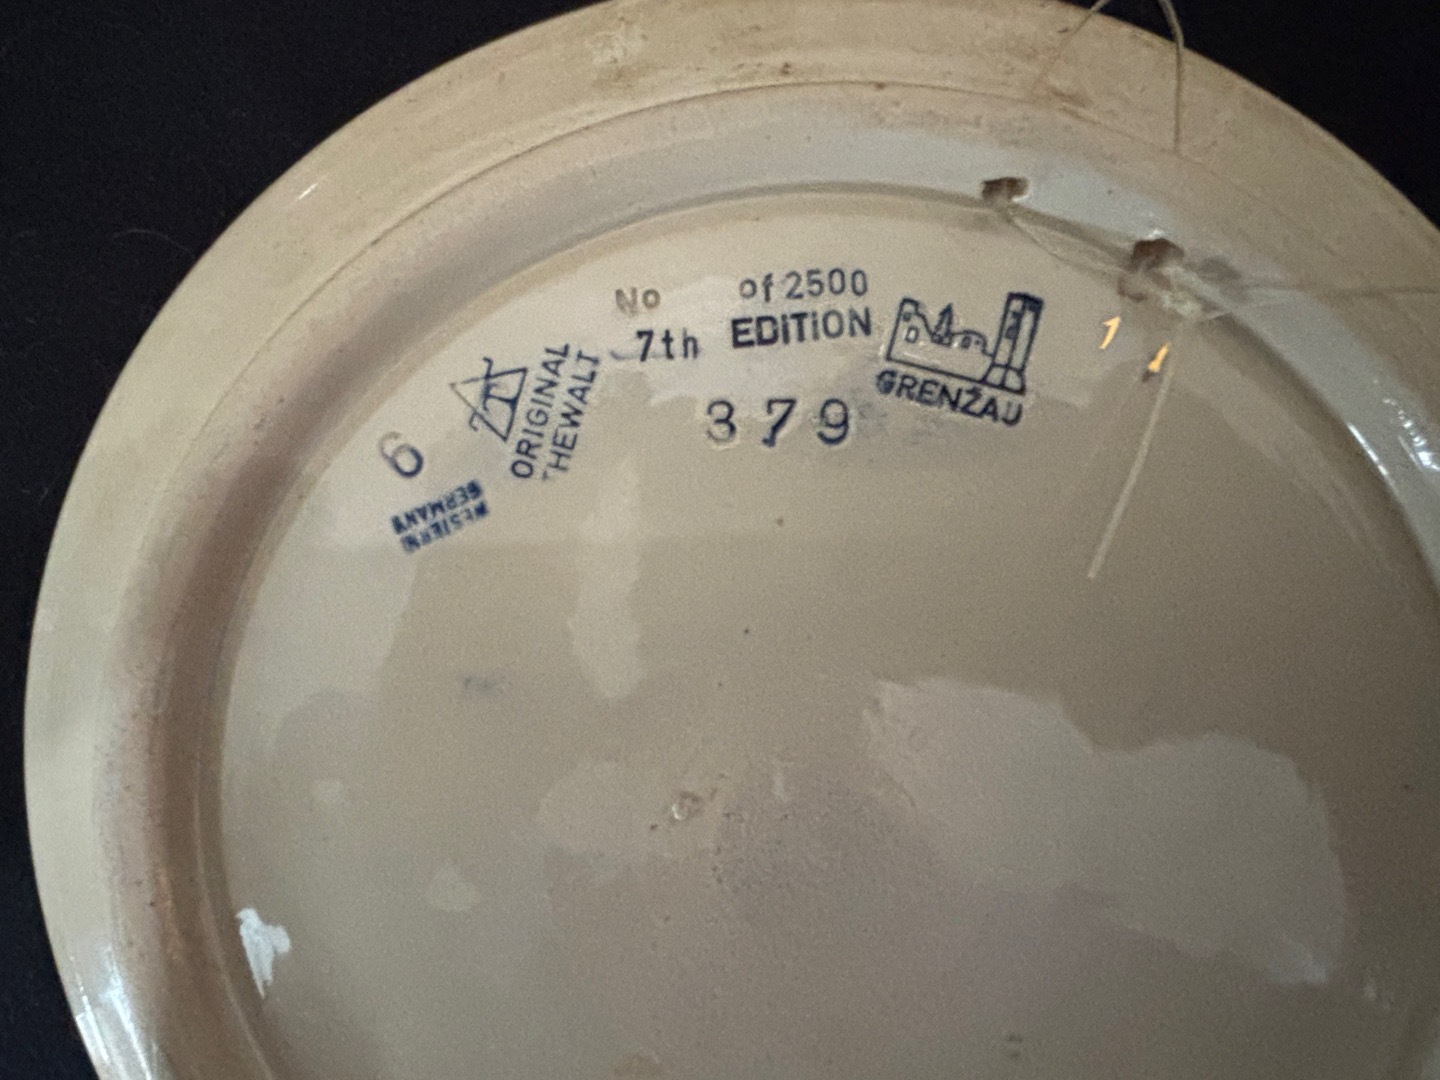 No of 2500
7th EDITION
379
GRENZAU
T
ORIGINAL
THEWALT
6
WESTERN
GERMANY